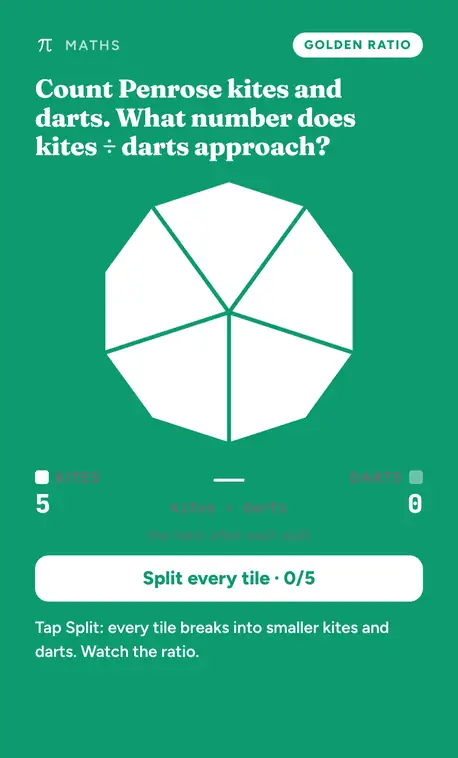 π MATHS
GOLDEN RATIO
Count Penrose kites and
darts. What number does
kites ÷ darts approach?
KITES
—
DARTS
5
kites ÷ darts
0
Split every tile · 0/5
Tap Split: every tile breaks into smaller kites and
darts. Watch the ratio.